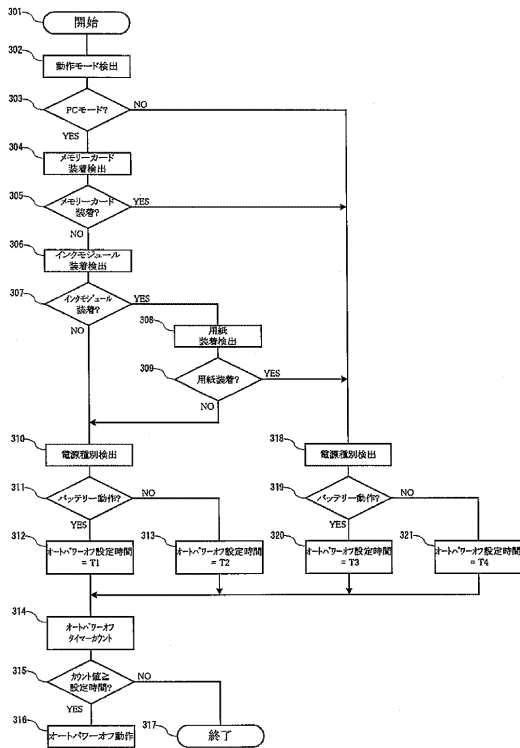 301
開始
302
動作モード検出
303
PCモード?
NO
YES
304
メモリーカード
装着検出
305
メモリーカード
装着?
YES
NO
306
インクモジュール
装着検出
307
インクモジュール
装着?
YES
NO
308
用紙
装着検出
309
用紙装着?
YES
NO
310
電源種別検出
311
バッテリー動作?
NO
YES
312
オートパワーオフ設定時間
= T1
313
オートパワーオフ設定時間
= T2
318
電源種別検出
319
バッテリー動作?
NO
YES
320
オートパワーオフ設定時間
= T3
321
オートパワーオフ設定時間
= T4
314
オートパワーオフ
タイマーカウント
315
カウント値≧
設定時間?
NO
YES
316
オートパワーオフ動作
317
終了